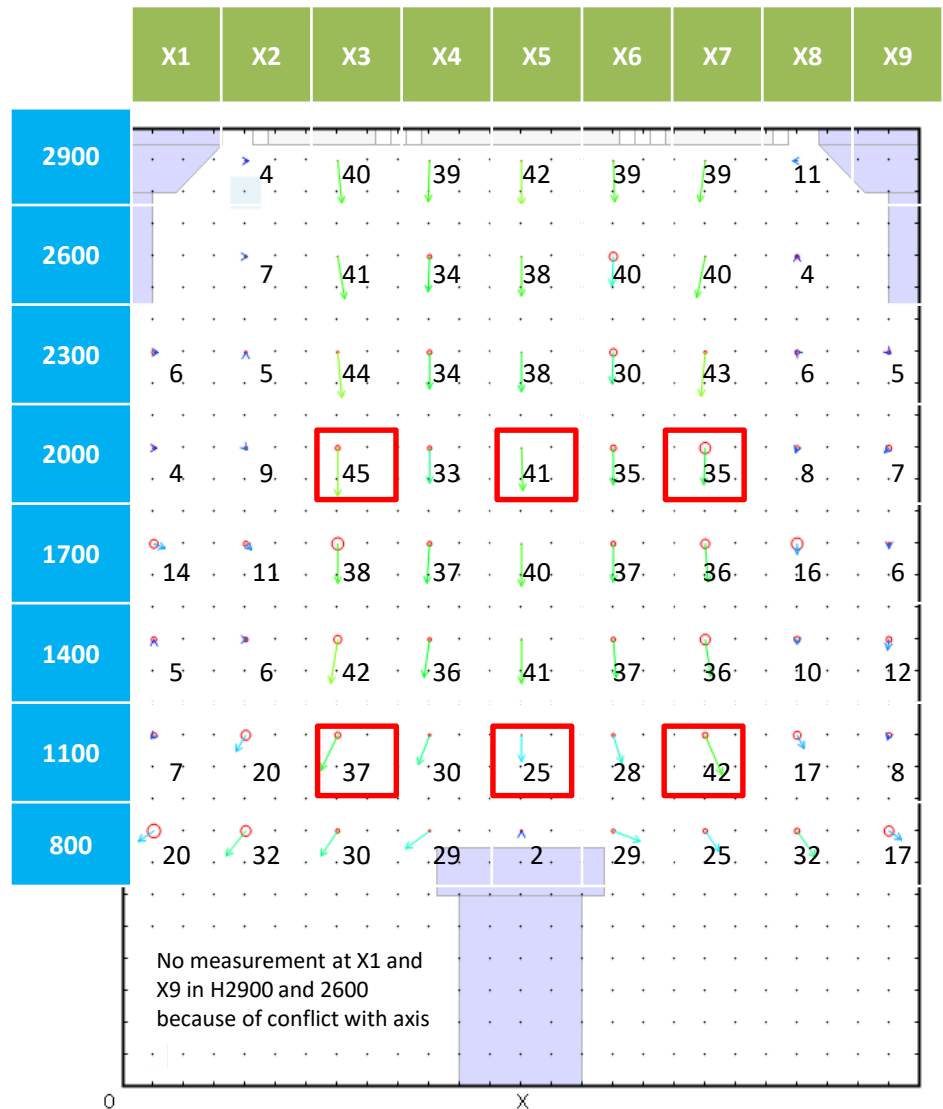 X1 X2 X3 X4 X5 X6 X7 X8 X9
2900 4 40 39 42 39 39 11
2600 7 41 34 38 40 40 4
2300 6 5 44 34 38 30 43 6 5
2000 4 9 45 33 41 35 35 8 7
1700 14 11 38 37 40 37 36 16 6
1400 5 6 42 36 41 37 36 10 12
1100 7 20 37 30 25 28 42 17 8
800 20 32 30 29 2 29 25 32 17
No measurement at X1 and
X9 in H2900 and 2600
because of conflict with axis
0 X